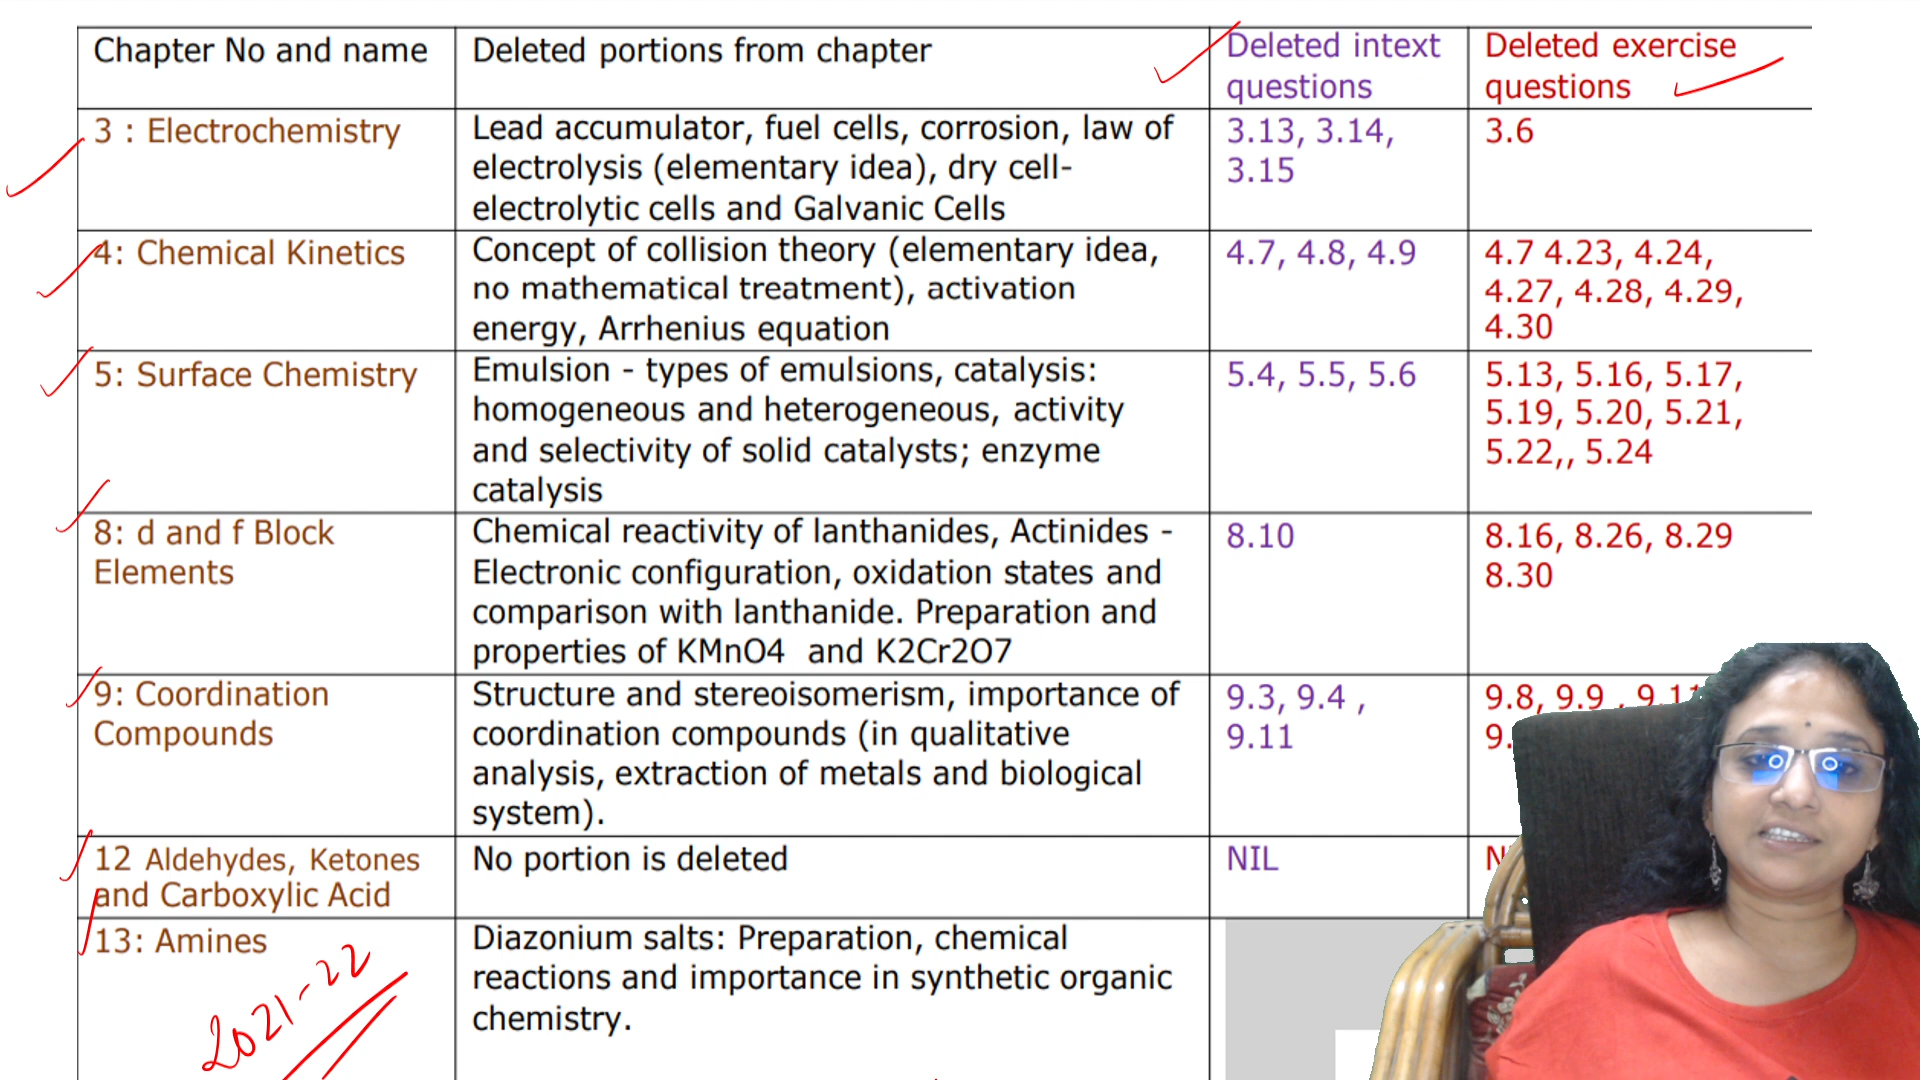 Chapter No and name
Deleted portions from chapter
Deleted intext
questions
Deleted exercise
questions
3 : Electrochemistry
Lead accumulator, fuel cells, corrosion, law of
electrolysis (elementary idea), dry cell-
electrolytic cells and Galvanic Cells
3.13, 3.14,
3.15
3.6
4: Chemical Kinetics
Concept of collision theory (elementary idea,
no mathematical treatment), activation
energy, Arrhenius equation
4.7, 4.8, 4.9
4.7 4.23, 4.24,
4.27, 4.28, 4.29,
4.30
5: Surface Chemistry
Emulsion - types of emulsions, catalysis:
homogeneous and heterogeneous, activity
and selectivity of solid catalysts; enzyme
catalysis
5.4, 5.5, 5.6
5.13, 5.16, 5.17,
5.19, 5.20, 5.21,
5.22,, 5.24
8: d and f Block
Elements
Chemical reactivity of lanthanides, Actinides -
Electronic configuration, oxidation states and
comparison with lanthanide. Preparation and
properties of KMnO4 and K2Cr2O7
8.10
8.16, 8.26, 8.29
8.30
9: Coordination
Compounds
Structure and stereoisomerism, importance of
coordination compounds (in qualitative
analysis, extraction of metals and biological
system).
9.3, 9.4 ,
9.11
9.8, 9.9 ,
12 Aldehydes, Ketones
and Carboxylic Acid
No portion is deleted
NIL
13: Amines
Diazonium salts: Preparation, chemical
reactions and importance in synthetic organic
chemistry.
2021-22